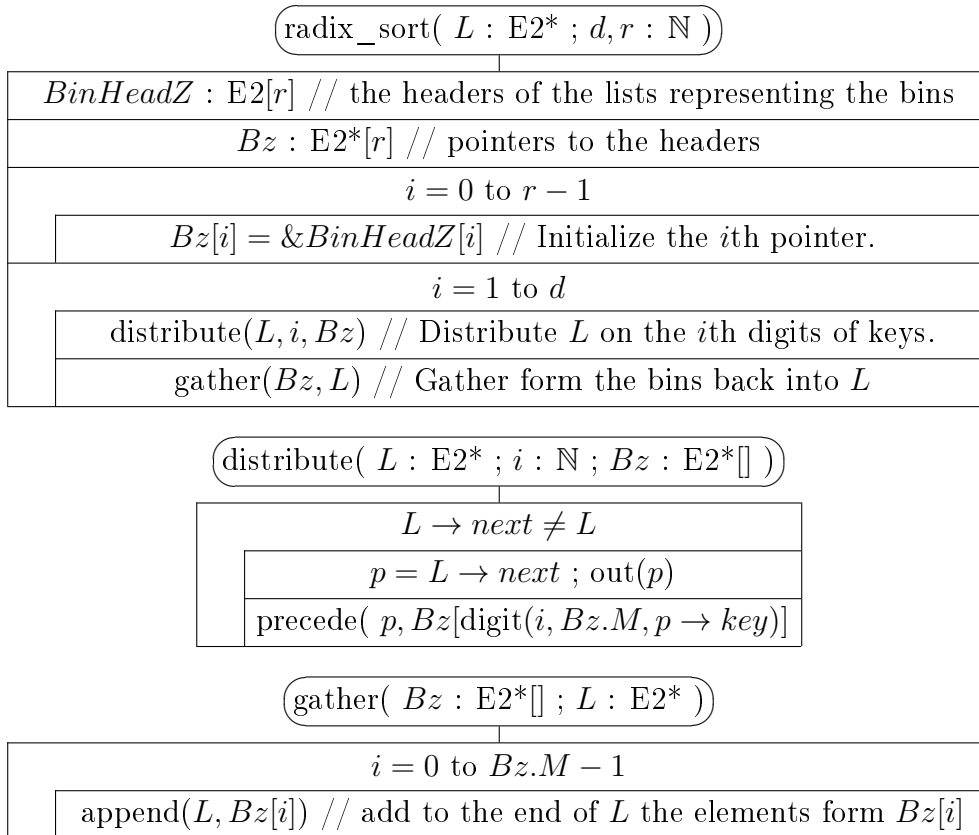 radix_sort( L : E2* ; d, r : ℕ )
BinHeadZ : E2[r] // the headers of the lists representing the bins
Bz : E2*[r] // pointers to the headers
i = 0 to r − 1
Bz[i] = &BinHeadZ[i] // Initialize the ith pointer.
i = 1 to d
distribute(L, i, Bz) // Distribute L on the ith digits of keys.
gather(Bz, L) // Gather form the bins back into L
distribute( L : E2* ; i : ℕ ; Bz : E2*[] )
L → next ≠ L
p = L → next ; out(p)
precede( p, Bz[digit(i, Bz.M, p → key)]
gather( Bz : E2*[] ; L : E2* )
i = 0 to Bz.M − 1
append(L, Bz[i]) // add to the end of L the elements form Bz[i]